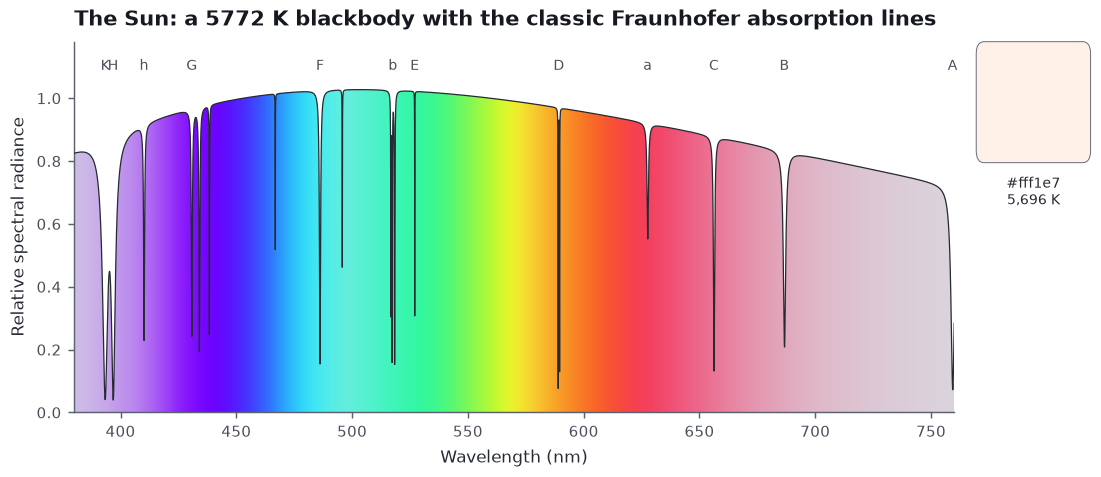 The Sun: a 5772 K blackbody with the classic Fraunhofer absorption lines
K H h G F b E D a C B A
1.0
0.8
0.6
0.4
0.2
0.0
Relative spectral radiance
400 450 500 550 600 650 700 750
Wavelength (nm)
#fff1e7
5,696 K